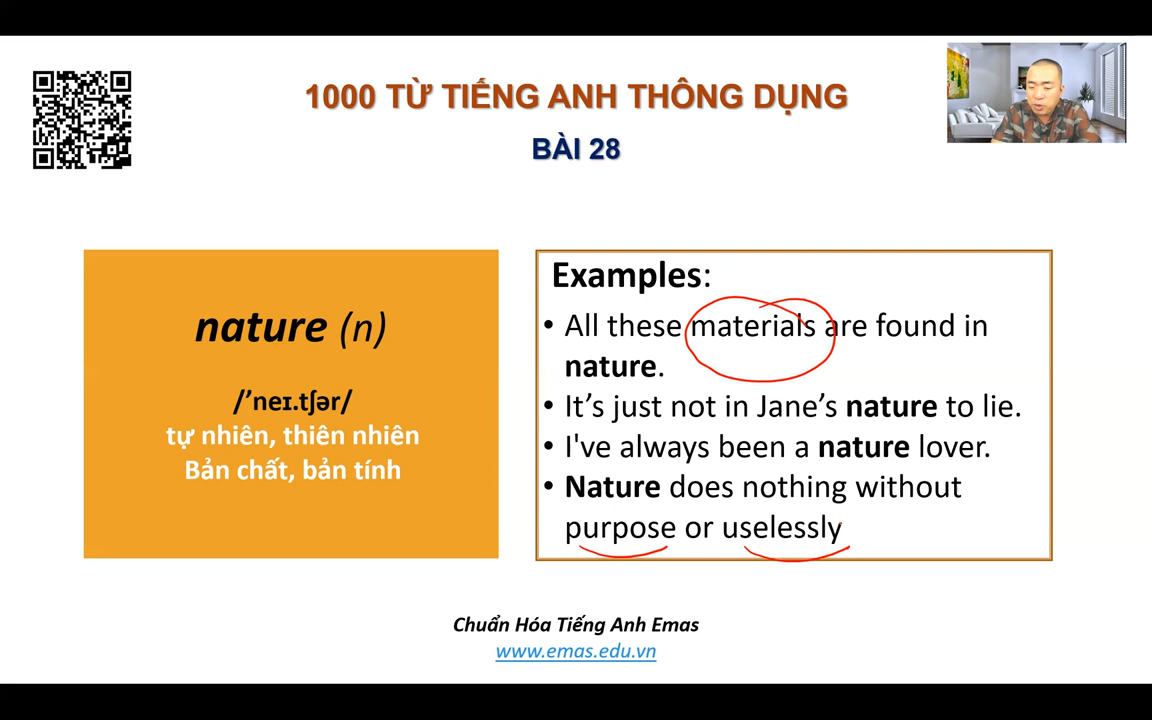 1000 TỪ TIẾNG ANH THÔNG DỤNG
BÀI 28
nature (n)
/’neɪ.tʃər/
tự nhiên, thiên nhiên
Bản chất, bản tính
Examples:
• All these materials are found in
nature.
• It’s just not in Jane’s nature to lie.
• I've always been a nature lover.
• Nature does nothing without
purpose or uselessly
Chuẩn Hóa Tiếng Anh Emas
www.emas.edu.vn